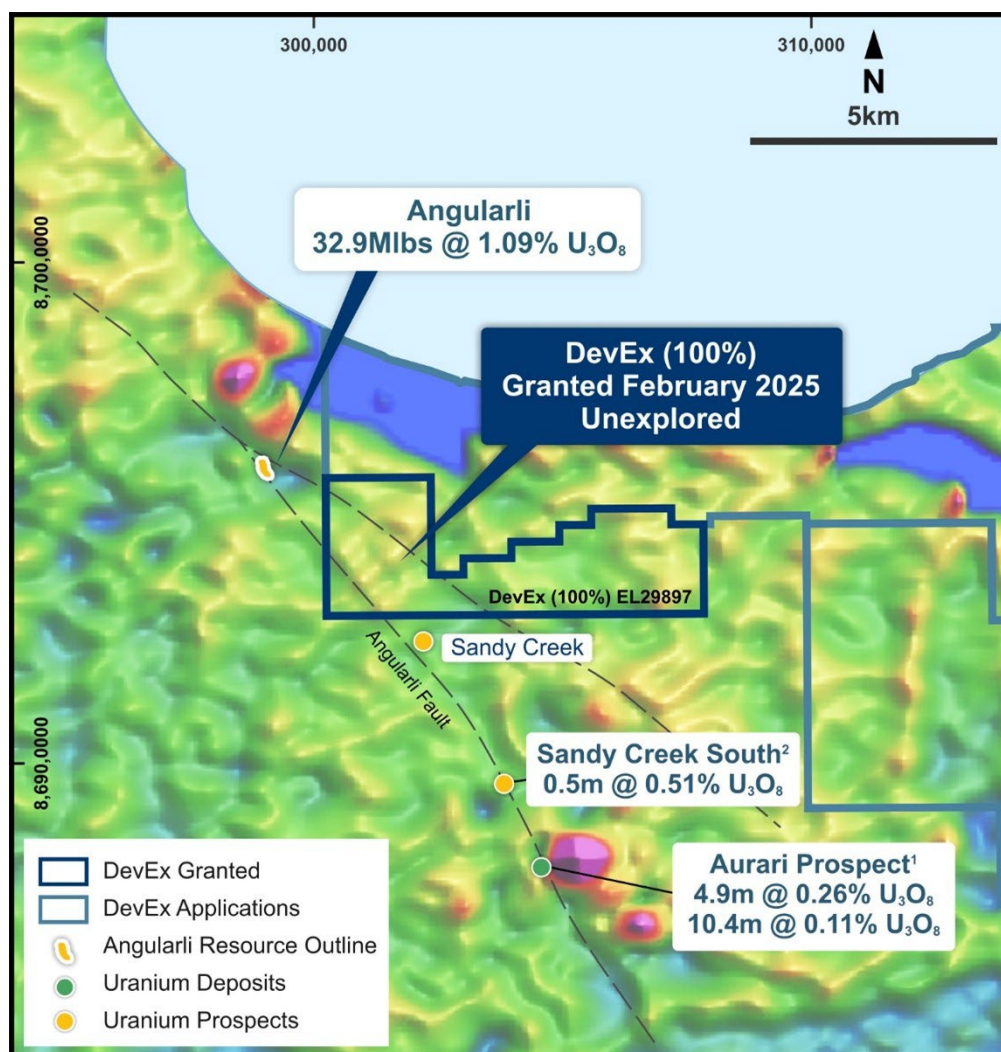 300,000
310,000
N
5km
Angularli
32.9Mlbs @ 1.09% U₃O₈
8,700,0000
DevEx (100%)
Granted February 2025
Unexplored
DevEx (100%) EL29897
Sandy Creek
Angularli Fault
8,690,0000
Sandy Creek South²
0.5m @ 0.51% U₃O₈
Aurari Prospect¹
4.9m @ 0.26% U₃O₈
10.4m @ 0.11% U₃O₈
DevEx Granted
DevEx Applications
Angularli Resource Outline
Uranium Deposits
Uranium Prospects